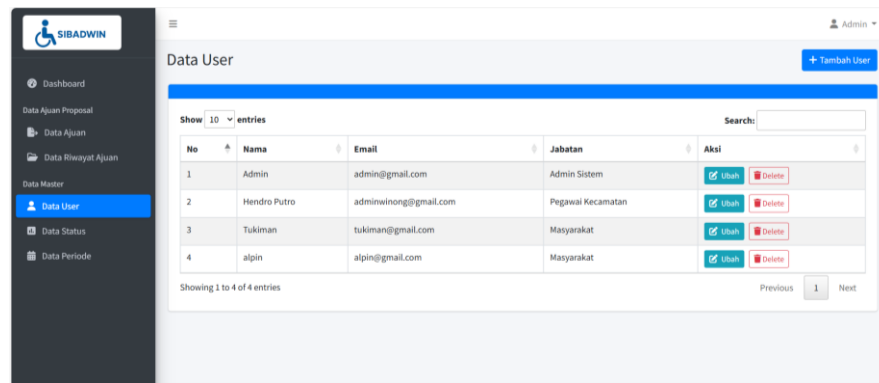 SIBADWIN
Admin
Data User
+ Tambah User
Dashboard
Data Ajuan Proposal
Data Ajuan
Data Riwayat Ajuan
Data Master
Data User
Data Status
Data Periode
Show 10 entries Search:
No Nama Email Jabatan Aksi
1 Admin admin@gmail.com Admin Sistem Ubah Delete
2 Hendro Putro adminwinong@gmail.com Pegawai Kecamatan Ubah Delete
3 Tukiman tukiman@gmail.com Masyarakat Ubah Delete
4 alpin alpin@gmail.com Masyarakat Ubah Delete
Showing 1 to 4 of 4 entries Previous 1 Next